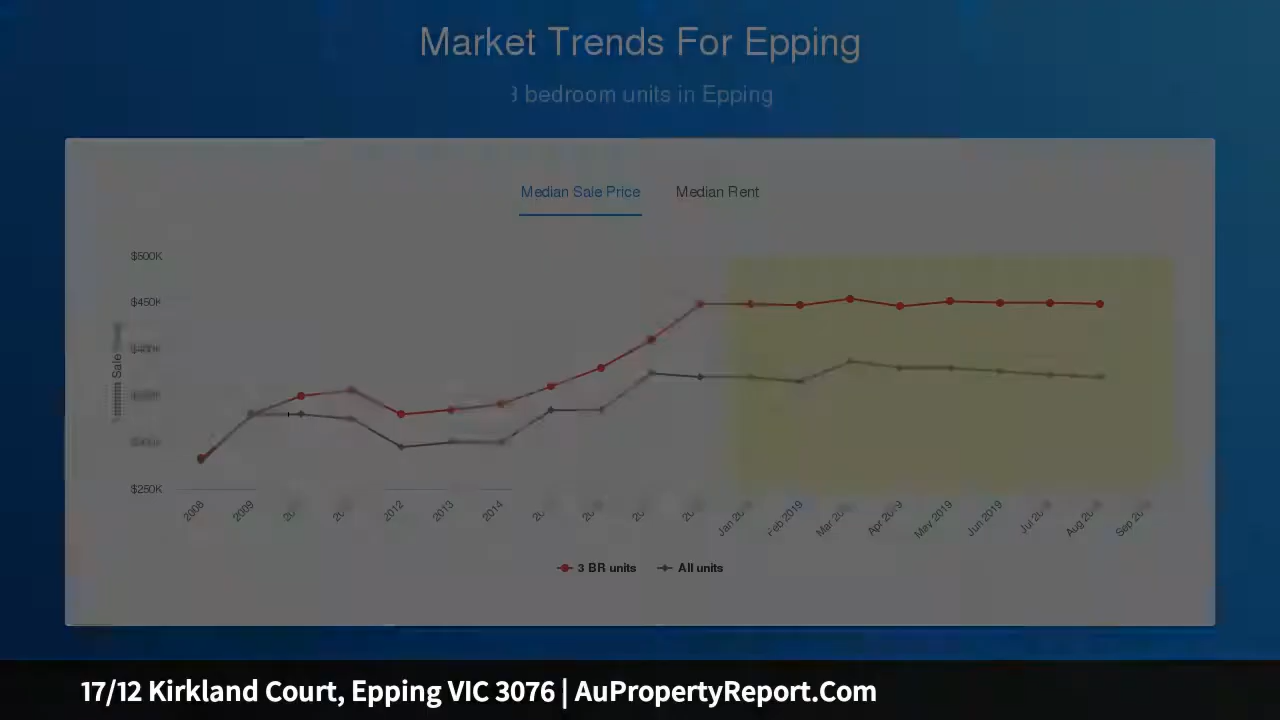 Market Trends For Epping
3 bedroom units in Epping
Median Sale Price
Median Rent
$500K
$450K
$250K
Sale
2008
2009
2012
2013
2014
Feb 2019
Apr 2019
May 2019
Jun 2019
3 BR units
All units
17/12 Kirkland Court, Epping VIC 3076 | AuPropertyReport.Com